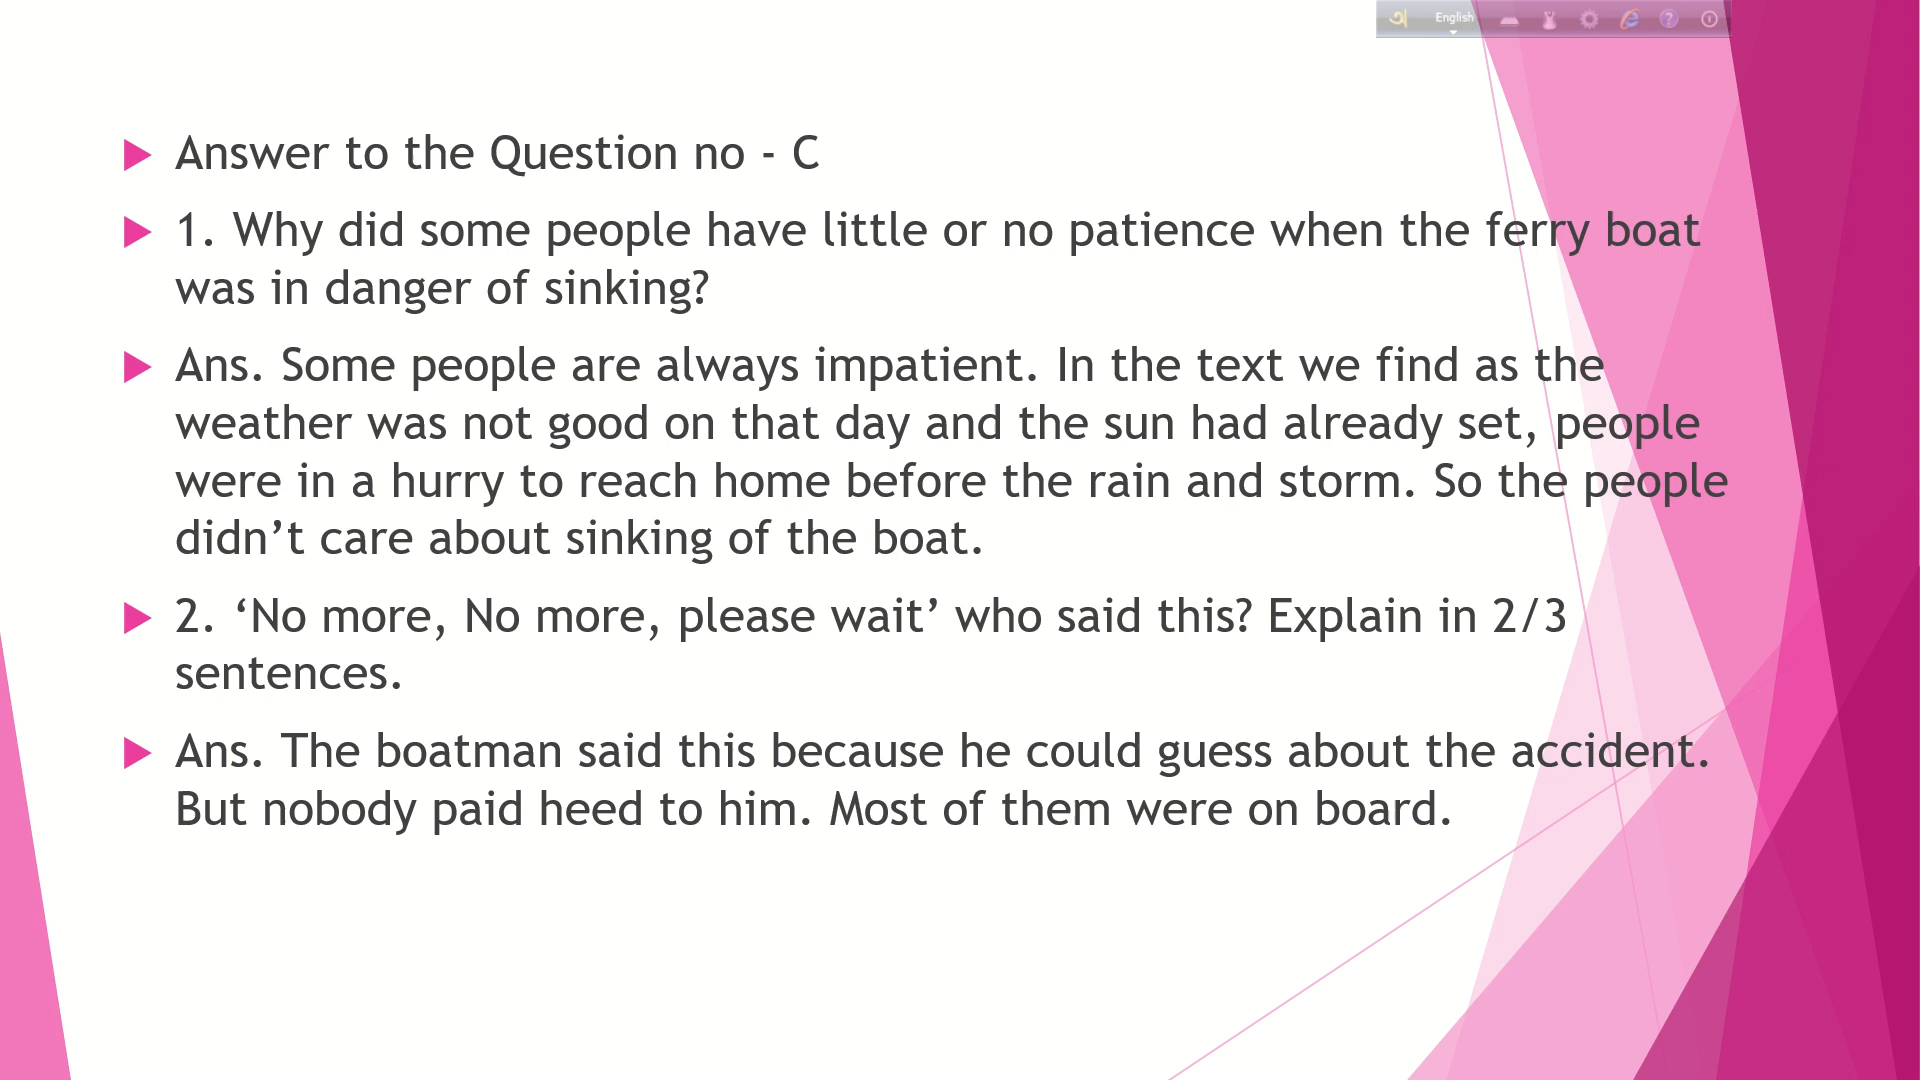 English
Answer to the Question no - C
1. Why did some people have little or no patience when the ferry boat
was in danger of sinking?
Ans. Some people are always impatient. In the text we find as the
weather was not good on that day and the sun had already set, people
were in a hurry to reach home before the rain and storm. So the people
didn’t care about sinking of the boat.
2. ‘No more, No more, please wait’ who said this? Explain in 2/3
sentences.
Ans. The boatman said this because he could guess about the accident.
But nobody paid heed to him. Most of them were on board.